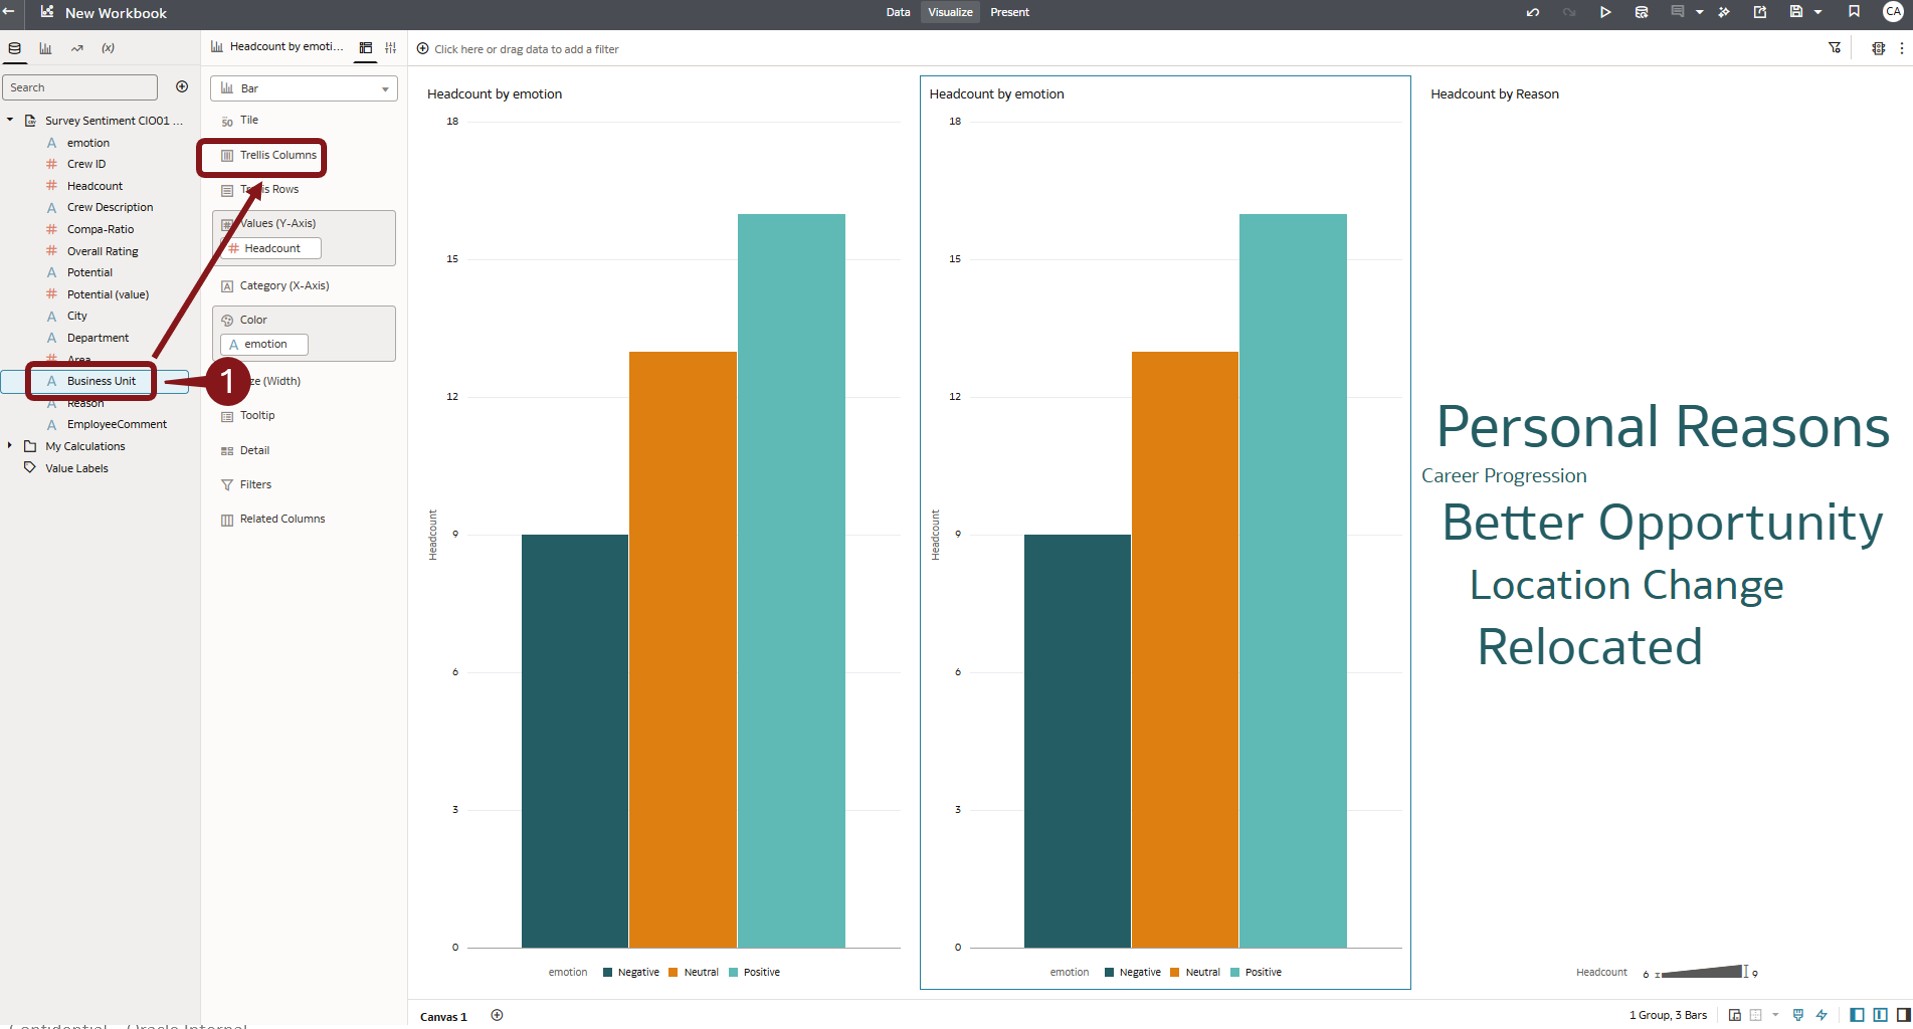 New Workbook
Data Visualize Present
CA
(x)
Headcount by emoti...
Click here or drag data to add a filter
Search
Bar
Survey Sentiment CIO01 ...
emotion
Crew ID
Headcount
Crew Description
Compa-Ratio
Overall Rating
Potential
Potential (value)
City
Department
Area
Business Unit
Reason
EmployeeComment
My Calculations
Value Labels
1
Tile
Trellis Columns
Trellis Rows
Values (Y-Axis)
Headcount
Category (X-Axis)
Color
emotion
(Width)
Tooltip
Detail
Filters
Related Columns
Headcount by emotion
18
15
12
9
6
3
0
Headcount
emotion Negative Neutral Positive
Headcount by emotion
18
15
12
9
6
3
0
Headcount
emotion Negative Neutral Positive
Headcount by Reason
Personal Reasons
Career Progression
Better Opportunity
Location Change
Relocated
Headcount 6 9
Canvas 1
1 Group, 3 Bars